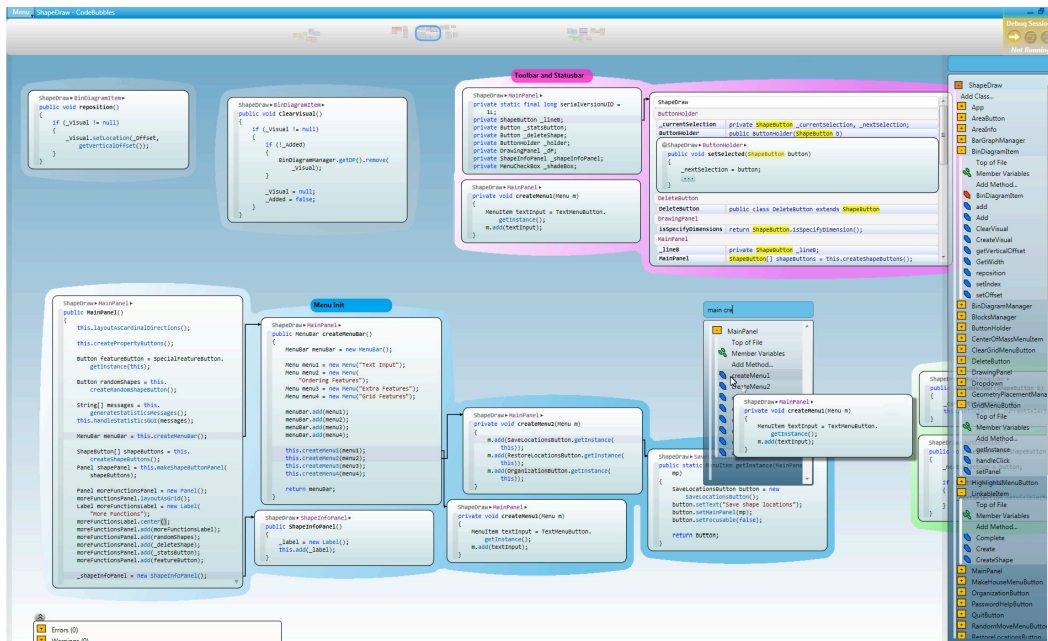 Menu ShapeDraw - CodeBubbles
Debug Session
Not Running
ShapeDraw▸BinDiagramItem▸
public void reposition()
{
if (_Visual != null)
{
_Visual.setLocation(_Offset,
getVerticalOffset());
}
}
ShapeDraw▸BinDiagramItem▸
public void ClearVisual()
{
if (_Visual != null)
{
if (!_Added)
{
BinDiagramManager.getDP().remove(
_Visual);
}
_Visual = null;
_Added = false;
}
}
Toolbar and Statusbar
ShapeDraw▸MainPanel▸
private static final long serialVersionUID =
1L;
private ShapeButton _lineB;
private Button _statsButton;
private Button _deleteShape;
private ButtonHolder _holder;
private DrawingPanel _dP;
private ShapeInfoPanel _shapeInfoPanel;
private MenuCheckBox _shadeBox;
ShapeDraw▸MainPanel▸
private void createMenu1(Menu m)
{
MenuItem textInput = TextMenuButton.
getInstance();
m.add(textInput);
}
ShapeDraw
ButtonHolder
_currentSelection private ShapeButton _currentSelection, _nextSelection;
ButtonHolder public ButtonHolder(ShapeButton b)
ShapeDraw▸ButtonHolder▸
public void setSelected(ShapeButton button)
{
_nextSelection = button;
...
}
DeleteButton
DeleteButton public class DeleteButton extends ShapeButton
DrawingPanel
isSpecifyDimensions return ShapeButton.isSpecifyDimension();
MainPanel
_lineB private ShapeButton _lineB;
MainPanel ShapeButton[] shapeButtons = this.createShapeButtons();
ShapeDraw▸MainPanel▸
public MainPanel()
{
this.layoutAsCardinalDirections();
this.createPropertyButtons();
Button featureButton = SpecialFeatureButton.
getInstance(this);
Button randomShapes = this.
createRandomShapeButton();
String[] messages = this.
generateStatisticsMessages();
this.handleStatisticsGUI(messages);
MenuBar menuBar = this.createMenuBar();
ShapeButton[] shapeButtons = this.
createShapeButtons();
Panel shapePanel = this.makeShapeButtonPanel(
shapeButtons);
Panel moreFunctionsPanel = new Panel();
moreFunctionsPanel.layoutAsGrid();
Label moreFunctionsLabel = new Label(
"More Functions");
moreFunctionsLabel.center();
moreFunctionsPanel.add(moreFunctionsLabel);
moreFunctionsPanel.add(randomShapes);
moreFunctionsPanel.add(_deleteShape);
moreFunctionsPanel.add(_statsButton);
moreFunctionsPanel.add(featureButton);
_shapeInfoPanel = new ShapeInfoPanel();
Menu Init
ShapeDraw▸MainPanel▸
public MenuBar createMenuBar()
{
MenuBar menuBar = new MenuBar();
Menu menu1 = new Menu("Text Input");
Menu menu2 = new Menu(
"Ordering Features");
Menu menu3 = new Menu("Extra Features");
Menu menu4 = new Menu("Grid Features");
menuBar.add(menu1);
menuBar.add(menu2);
menuBar.add(menu3);
menuBar.add(menu4);
this.createMenu1(menu1);
this.createMenu2(menu2);
this.createMenu3(menu3);
this.createMenu4(menu4);
return menuBar;
}
ShapeDraw▸ShapeInfoPanel▸
public ShapeInfoPanel()
{
_label = new Label();
this.add(_label);
}
ShapeDraw▸MainPanel▸
private void createMenu2(Menu m)
{
m.add(SaveLocationsButton.getInstance(
this));
m.add(RestoreLocationsButton.getInstance(
this));
m.add(OrganizationButton.getInstance(
this));
}
ShapeDraw▸MainPanel▸
private void createMenu1(Menu m)
{
MenuItem textInput = TextMenuButton.
getInstance();
m.add(textInput);
}
public static MenuItem getInstance(MainPanel
mp)
{
SaveLocationsButton button = new
SaveLocationsButton();
button.setText("Save shape locations");
button.setMainPanel(mp);
button.setFocusable(false);
return button;
}
main cre
MainPanel
Top of File
Member Variables
Add Method...
createMenu1
createMenu2
ShapeDraw▸MainPanel▸
private void createMenu1(Menu m)
{
MenuItem textInput = TextMenuButton.
getInstance();
m.add(textInput);
}
ShapeDraw
Add Class...
App
AreaButton
AreaInfo
BarGraphManager
BinDiagramItem
Top of File
Member Variables
Add Method...
BinDiagramItem
add
Add
ClearVisual
CreateVisual
getVerticalOffset
GetWidth
reposition
setIndex
setOffset
BinDiagramManager
BlocksManager
ButtonHolder
CenterOfMassMenuItem
ClearGridMenuButton
DeleteButton
DrawingPanel
Dropdown
GeometryPlacementMana
GridMenuButton
Top of File
Member Variables
Add Method...
getInstance
handleClick
setPanel
HighlightsMenuButton
LinkableItem
Top of File
Member Variables
Add Method...
Complete
Create
CreateShape
MainPanel
MakeHouseMenuButton
OrganizationButton
PasswordHelpButton
QuitButton
RandomMoveMenuButton
RestoreLocationsButton
Errors (0)
Warnings (0)